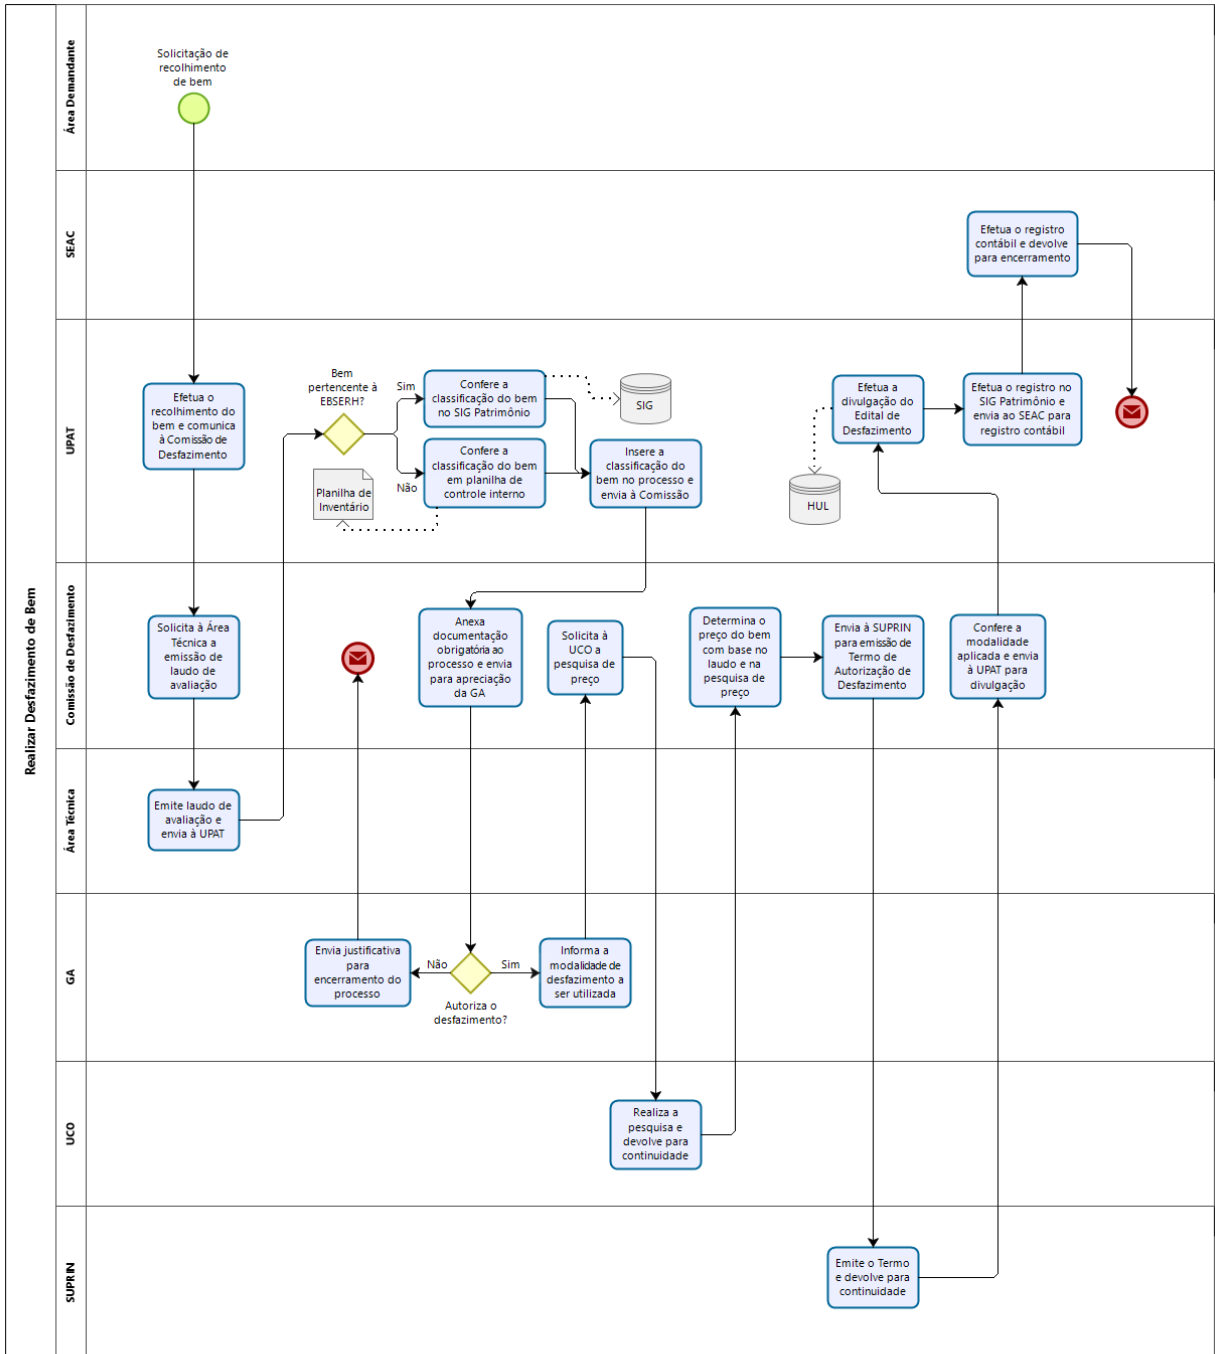 Realizar Desfazimento de Bem
Área Demandante
Solicitação de
recolhimento
de bem
SEAC
Efetua o registro
contábil e devolve
para encerramento
UPAT
Efetua o
recolhimento do
bem e comunica
à Comissão de
Desfazimento
Bem
pertencente à
EBSERH?
Sim
Não
Confere a
classificação do bem
no SIG Patrimônio
SIG
Confere a
classificação do bem
em planilha de
controle interno
Planilha de
Inventário
Insere a
classificação do
bem no processo e
envia à Comissão
Efetua a
divulgação do
Edital de
Desfazimento
HUL
Efetua o registro no
SIG Patrimônio e
envia ao SEAC para
registro contábil
Comissão de Desfazimento
Solicita à Área
Técnica a
emissão de
laudo de
avaliação
Anexa
documentação
obrigatória ao
processo e envia
para apreciação
da GA
Solicita à
UCO a
pesquisa de
preço
Determina o
preço do bem
com base no
laudo e na
pesquisa de
preço
Envia à SUPRIN
para emissão de
Termo de
Autorização de
Desfazimento
Confere a
modalidade
aplicada e envia
à UPAT para
divulgação
Área Técnica
Emite laudo de
avaliação e
envia à UPAT
GA
Envia justificativa
para
encerramento do
processo
Não
Sim
Autoriza o
desfazimento?
Informa a
modalidade de
desfazimento a
ser utilizada
UCO
Realiza a
pesquisa e
devolve para
continuidade
SUPRIN
Emite o Termo
e devolve para
continuidade